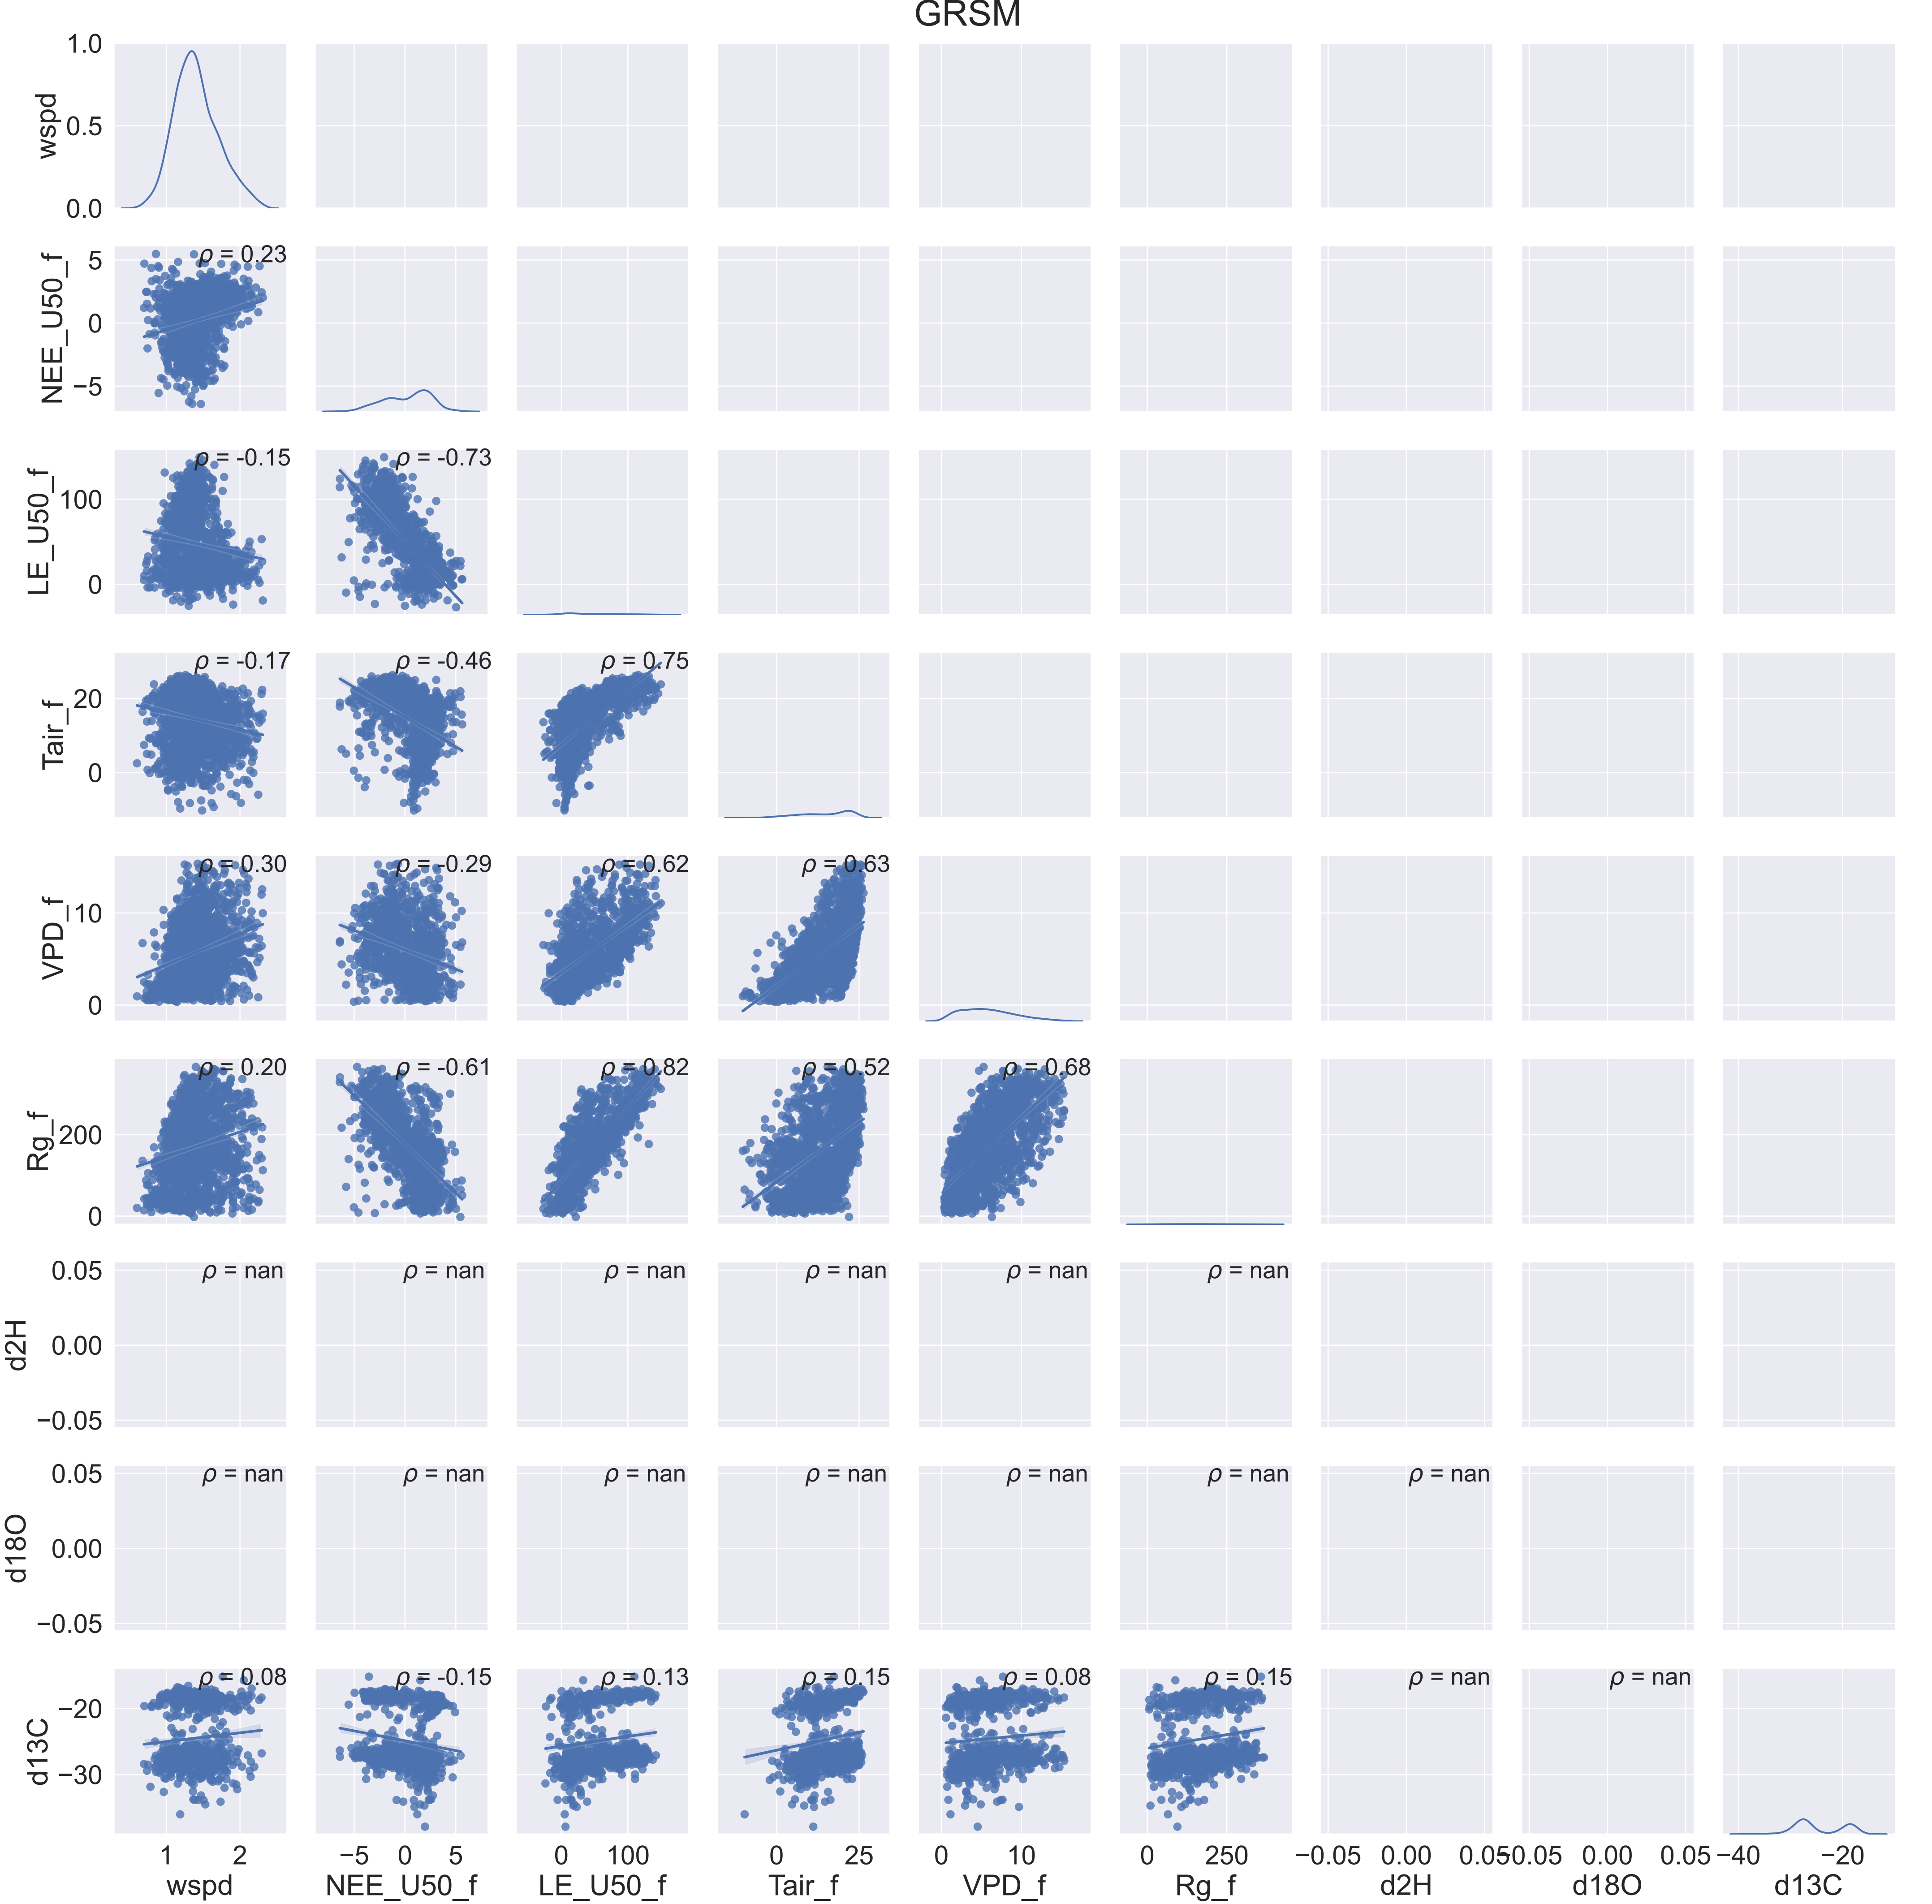 GRSM
1.0
0.5
0.0
wspd
ρ = 0.23
5
0
−5
NEE_U50_f
ρ = -0.15 ρ = -0.73
100
0
LE_U50_f
ρ = -0.17 ρ = -0.46 ρ = 0.75
20
0
Tair_f
ρ = 0.30 ρ = -0.29 ρ = 0.62 ρ = 0.63
10
0
VPD_f
ρ = 0.20 ρ = -0.61 ρ = 0.82 ρ = 0.52 ρ = 0.68
200
0
Rg_f
ρ = nan ρ = nan ρ = nan ρ = nan ρ = nan ρ = nan
0.05
0.00
−0.05
d2H
ρ = nan ρ = nan ρ = nan ρ = nan ρ = nan ρ = nan ρ = nan
0.05
0.00
−0.05
d18O
ρ = 0.08 ρ = -0.15 ρ = 0.13 ρ = 0.15 ρ = 0.08 ρ = 0.15 ρ = nan ρ = nan
−20
−30
d13C
1 2 −5 0 5 0 100 0 25 0 10 0 250 −0.05 0.00 0.05 −0.05 0.00 0.05 −40 −20
wspd NEE_U50_f LE_U50_f Tair_f VPD_f Rg_f d2H d18O d13C